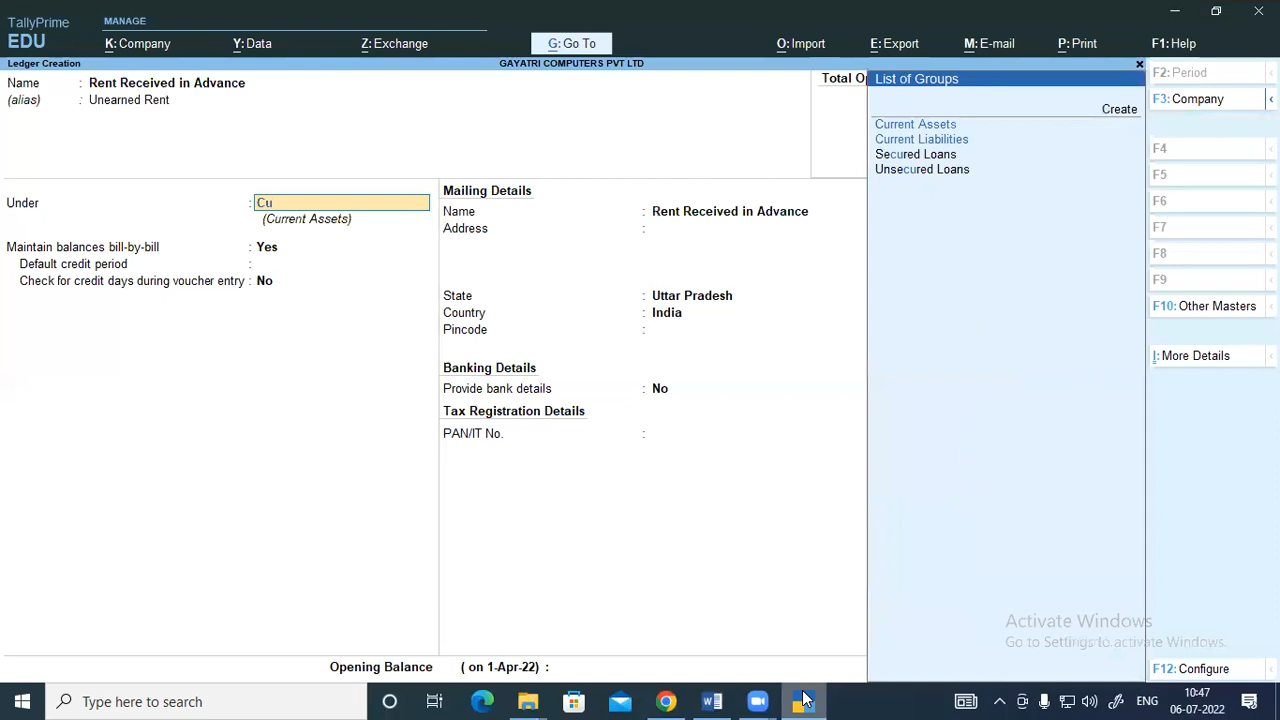 TallyPrime
EDU
MANAGE
K: Company
Y: Data
Z: Exchange
G: Go To
O: Import
E: Export
M: E-mail
P: Print
F1: Help
Ledger Creation
GAYATRI COMPUTERS PVT LTD
Name : Rent Received in Advance
(alias) : Unearned Rent
Total Op
Under : Cu
(Current Assets)
Maintain balances bill-by-bill : Yes
Default credit period :
Check for credit days during voucher entry : No
Mailing Details
Name : Rent Received in Advance
Address :
State : Uttar Pradesh
Country : India
Pincode :
Banking Details
Provide bank details : No
Tax Registration Details
PAN/IT No. :
Opening Balance ( on 1-Apr-22) :
List of Groups
Create
Current Assets
Current Liabilities
Secured Loans
Unsecured Loans
F2: Period
F3: Company
F4
F5
F6
F7
F8
F9
F10: Other Masters
I: More Details
F12: Configure
Activate Windows
Go to Settings to activate Windows.
Type here to search
ENG
10:47
06-07-2022